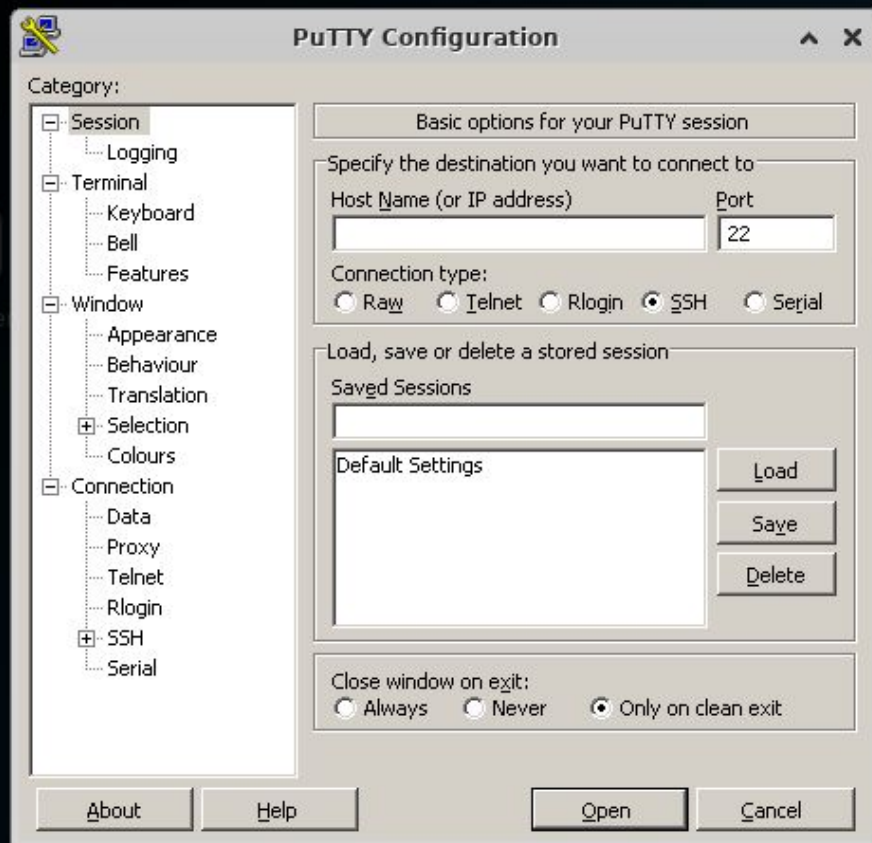 PuTTY Configuration
Category:
Session
Logging
Terminal
Keyboard
Bell
Features
Window
Appearance
Behaviour
Translation
Selection
Colours
Connection
Data
Proxy
Telnet
Rlogin
SSH
Serial
Basic options for your PuTTY session
Specify the destination you want to connect to
Host Name (or IP address) Port
22
Connection type:
Raw Telnet Rlogin SSH Serial
Load, save or delete a stored session
Saved Sessions
Default Settings
Load
Save
Delete
Close window on exit:
Always Never Only on clean exit
About Help Open Cancel